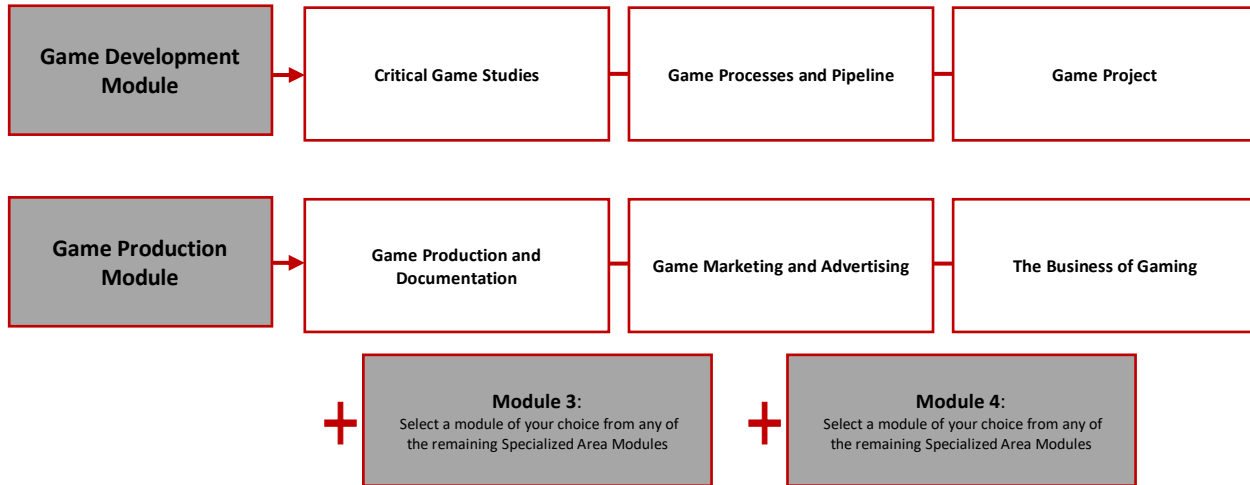 Game Development
Module
Critical Game Studies
Game Processes and Pipeline
Game Project
Game Production
Module
Game Production and
Documentation
Game Marketing and Advertising
The Business of Gaming
+
Module 3:
Select a module of your choice from any of
the remaining Specialized Area Modules
+
Module 4:
Select a module of your choice from any of
the remaining Specialized Area Modules